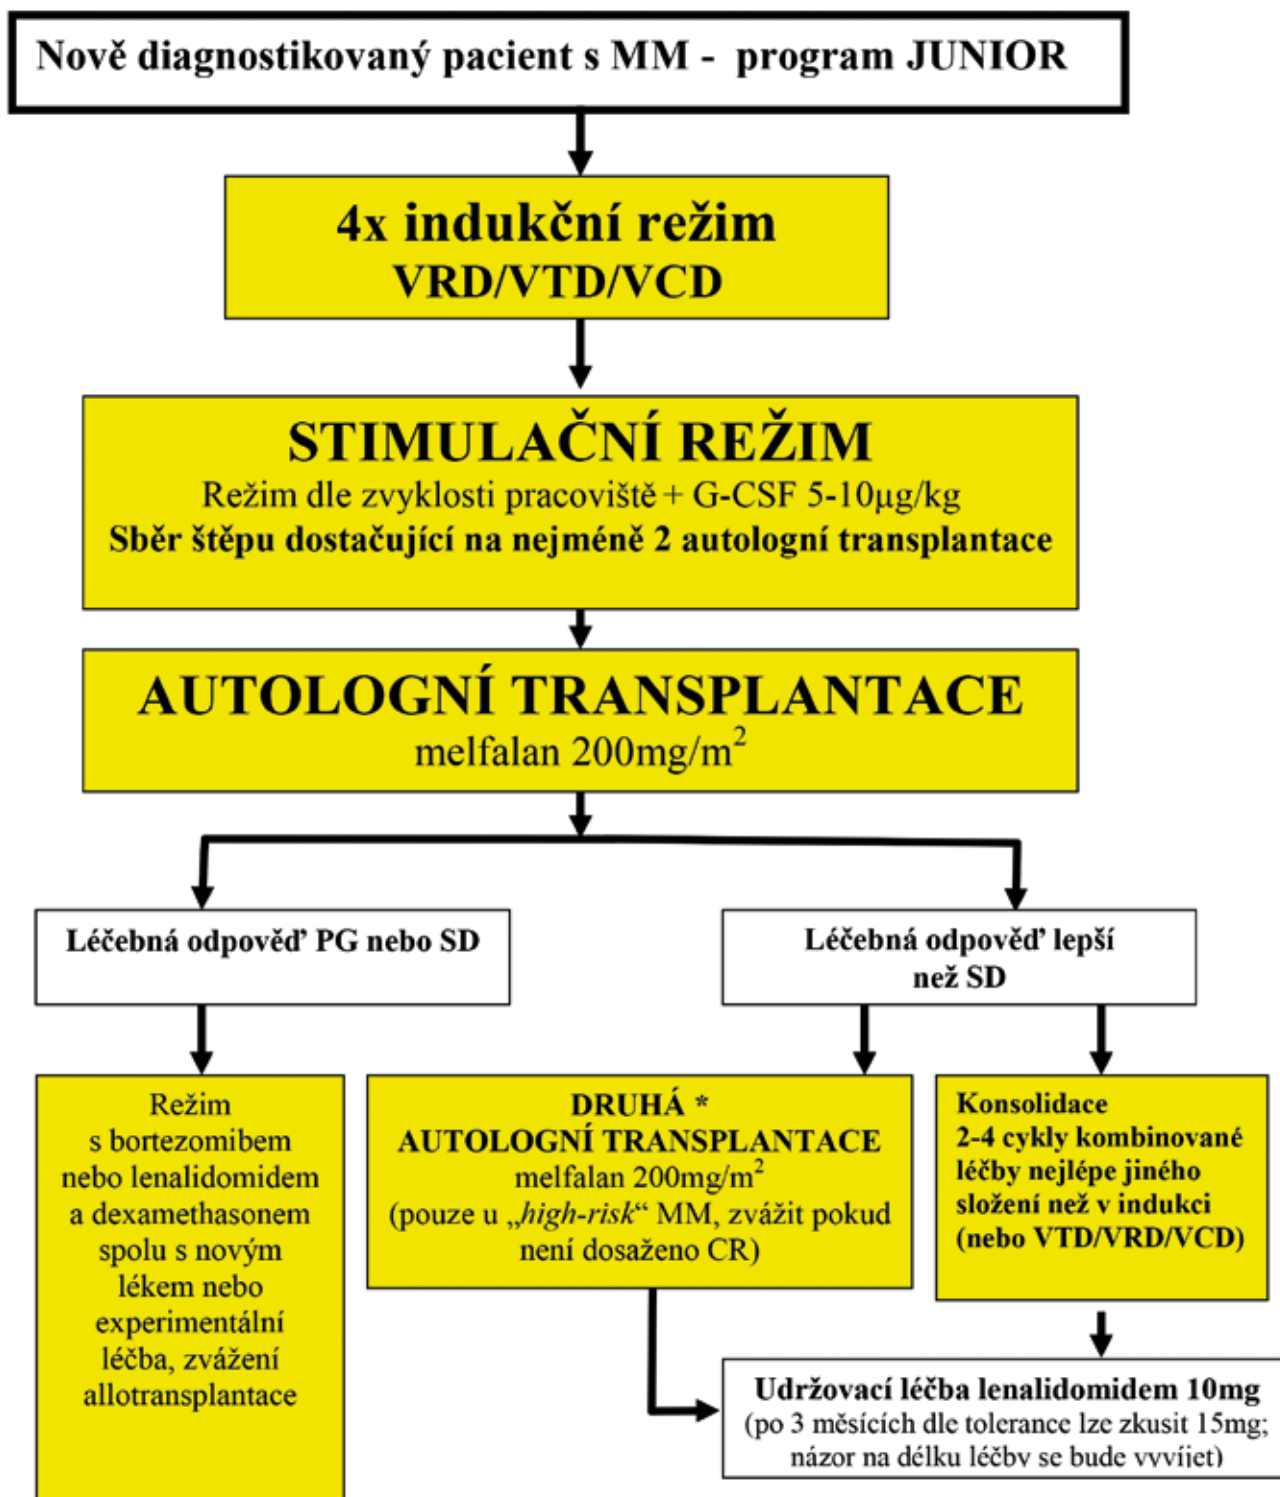 Nově diagnostikovaný pacient s MM - program JUNIOR
4x indukční režim
VRD/VTD/VCD
STIMULAČNÍ REŽIM
Režim dle zvyklosti pracoviště + G-CSF 5-10μg/kg
Sběr štěpu dostačující na nejméně 2 autologní transplantace
AUTOLOGNÍ TRANSPLANTACE
melfalan 200mg/m²
Léčebná odpověď PG nebo SD
Léčebná odpověď lepší
než SD
Režim
s bortezomibem
nebo lenalidomidem
a dexamethasonem
spolu s novým
lékem nebo
experimentální
léčba, zvážení
allotransplantace
DRUHÁ *
AUTOLOGNÍ TRANSPLANTACE
melfalan 200mg/m²
(pouze u „high-risk“ MM, zvážit pokud
není dosaženo CR)
Konsolidace
2-4 cykly kombinované
léčby nejlépe jiného
složení než v indukci
(nebo VTD/VRD/VCD)
Udržovací léčba lenalidomidem 10mg
(po 3 měsících dle tolerance lze zkusit 15mg;
názor na délku léčby se bude vyvíjet)